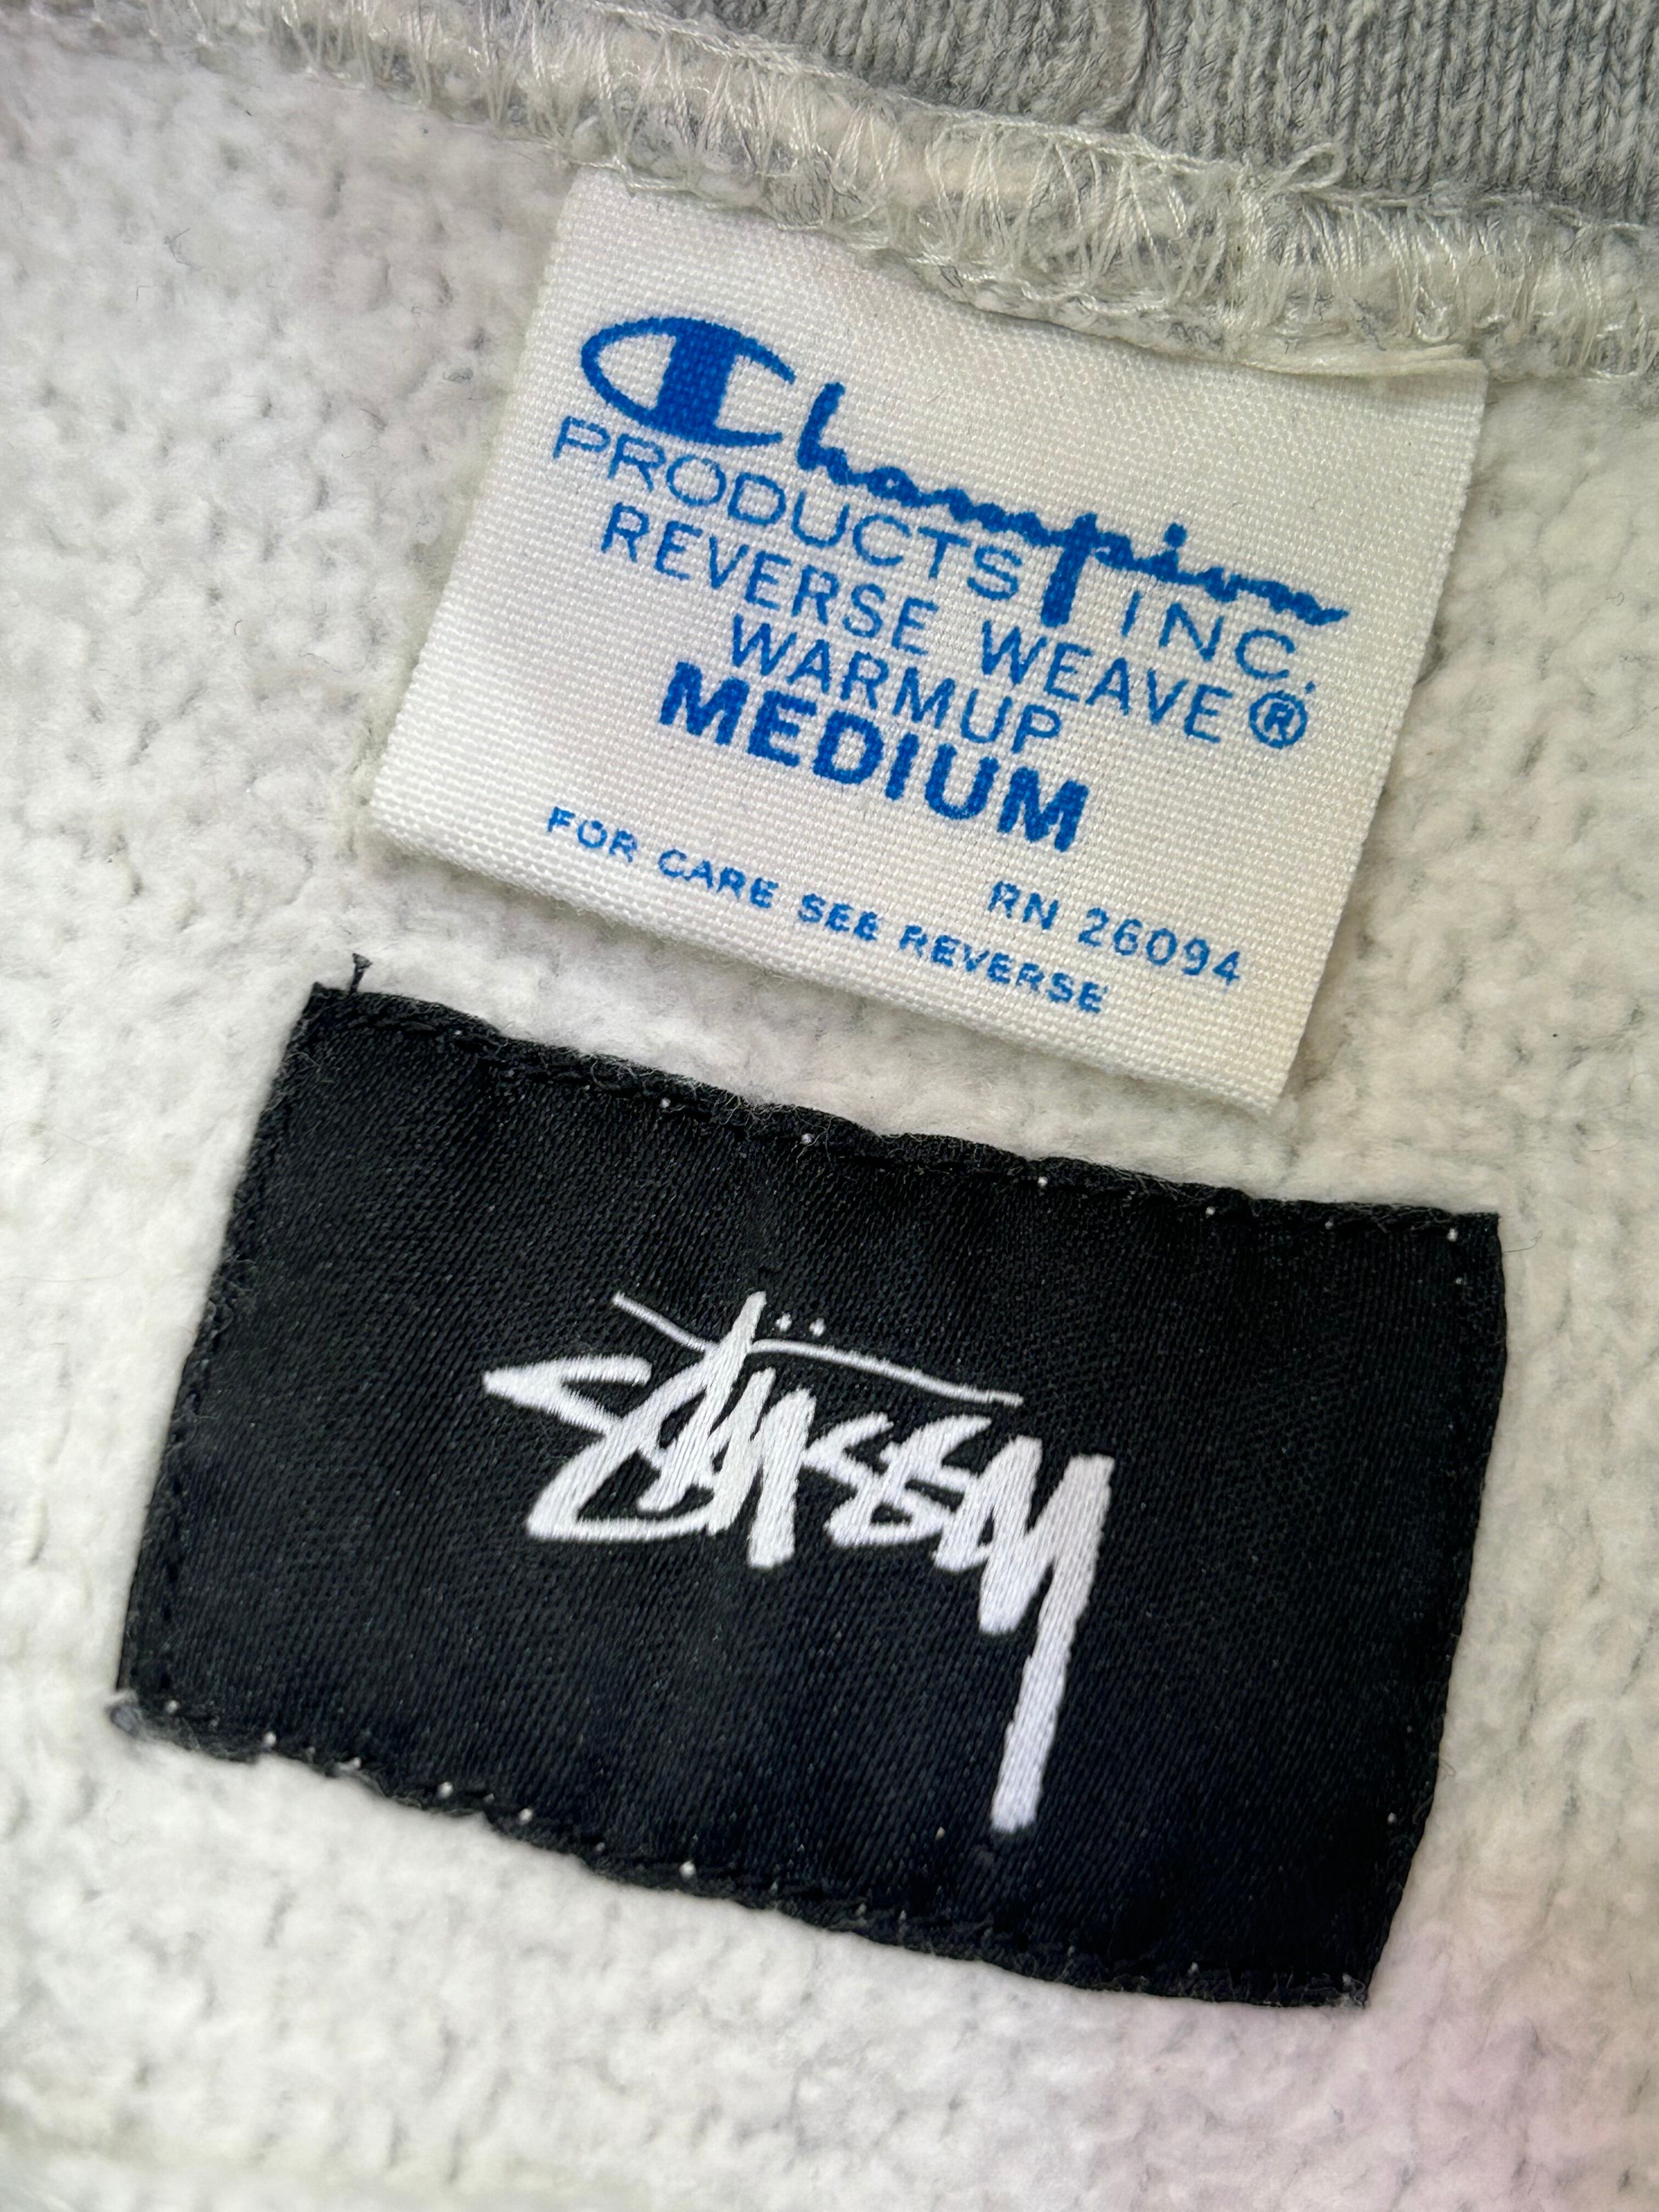 Champion
PRODUCTS INC.
REVERSE WEAVE®
WARMUP
MEDIUM
RN 26094
FOR CARE SEE REVERSE
Stüssy